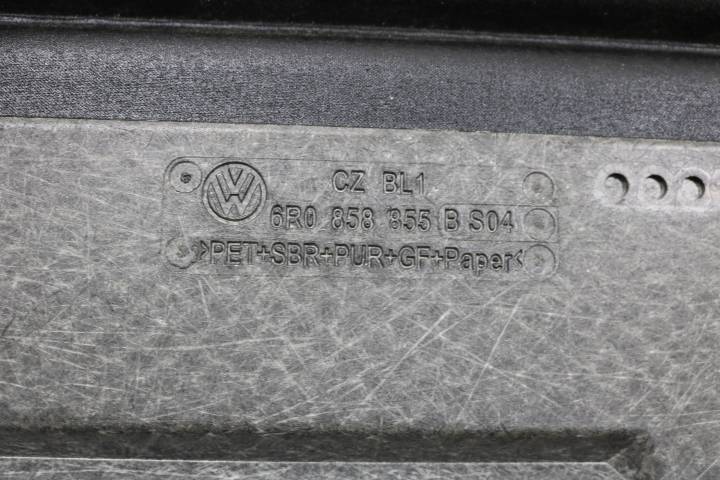 CZ BL1
6R0 858 855 B S04
>PET+SBR+PUR+GF+Paper<